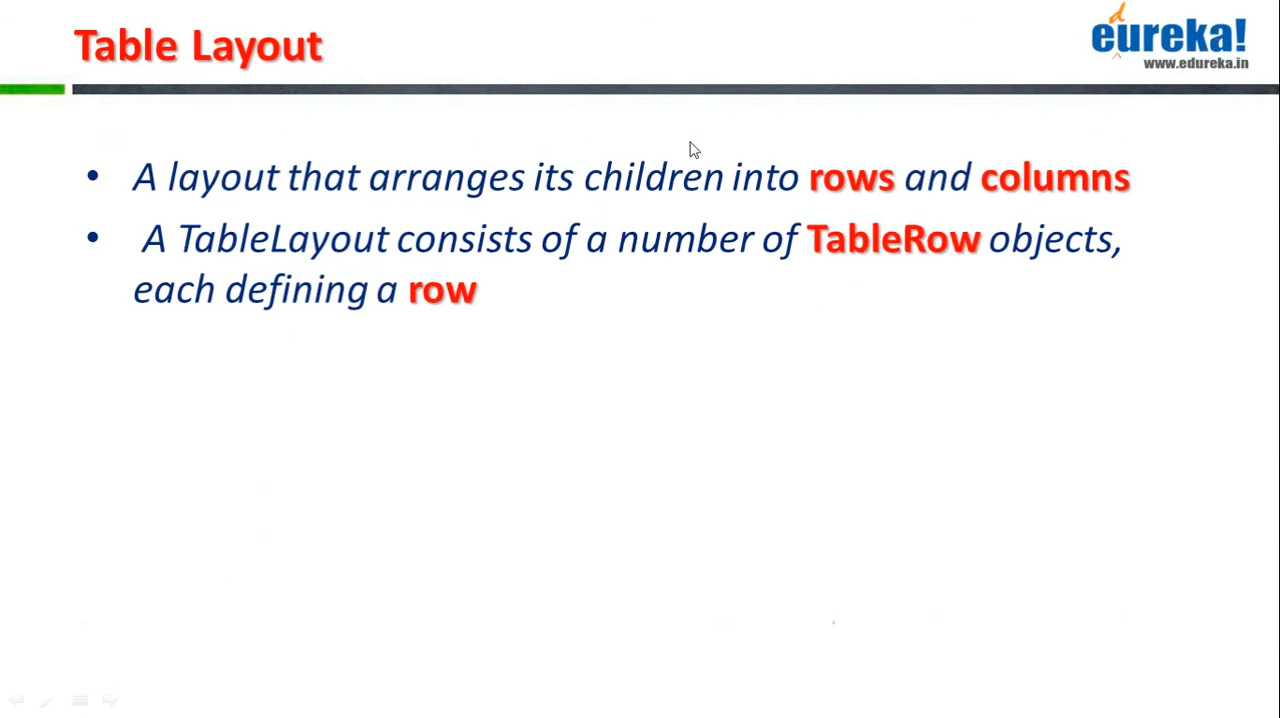 Table Layout
edureka!
www.edureka.in
• A layout that arranges its children into rows and columns
• A TableLayout consists of a number of TableRow objects,
each defining a row